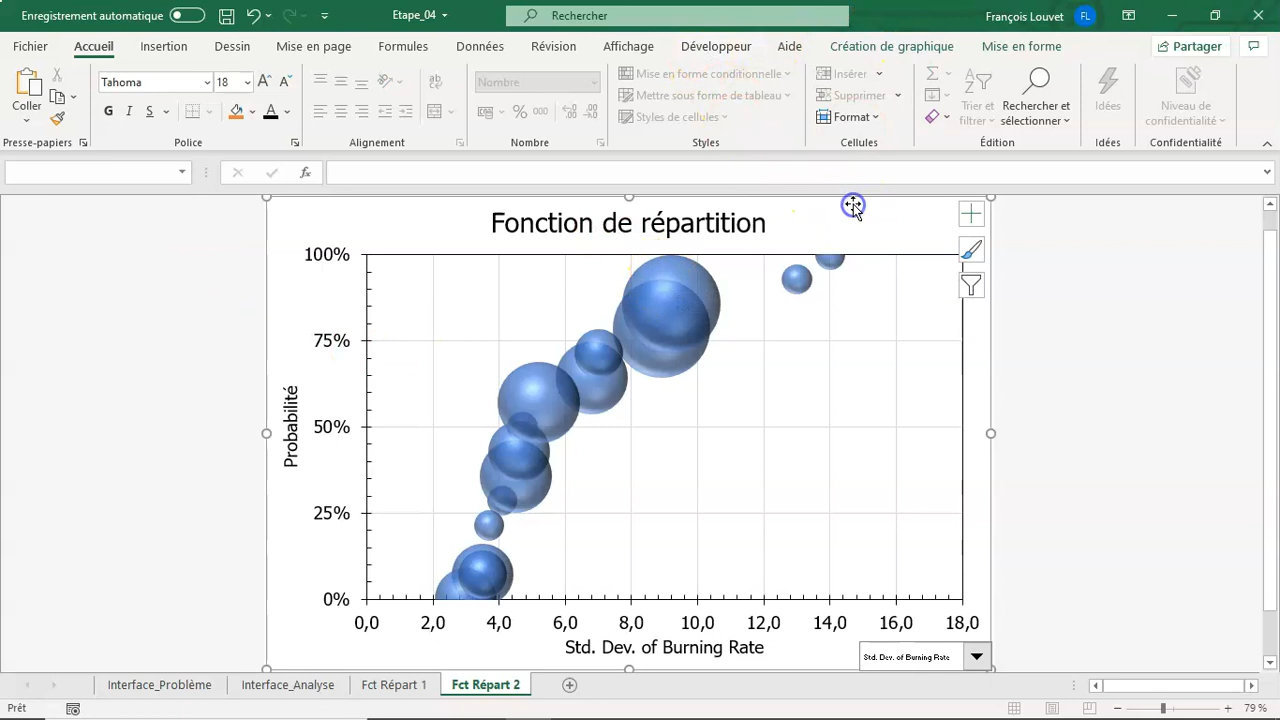 Enregistrement automatique
Etape_04
Rechercher
François Louvet
FL
Fichier
Accueil
Insertion
Dessin
Mise en page
Formules
Données
Révision
Affichage
Développeur
Aide
Création de graphique
Mise en forme
Partager
Coller
Tahoma
18
A A
G I S
A
ab
Nombre
% 000
Mise en forme conditionnelle
Mettre sous forme de tableau
Styles de cellules
Insérer
Supprimer
Format
Trier et filtrer
Rechercher et sélectionner
Idées
Niveau de confidentialité
Presse-papiers
Police
Alignement
Nombre
Styles
Cellules
Édition
Idées
Confidentialité
fx
Fonction de répartition
100%
75%
50%
25%
0%
Probabilité
0,0 2,0 4,0 6,0 8,0 10,0 12,0 14,0 16,0 18,0
Std. Dev. of Burning Rate
Std. Dev. of Burning Rate
Interface_Problème
Interface_Analyse
Fct Répart 1
Fct Répart 2
Prêt
79 %